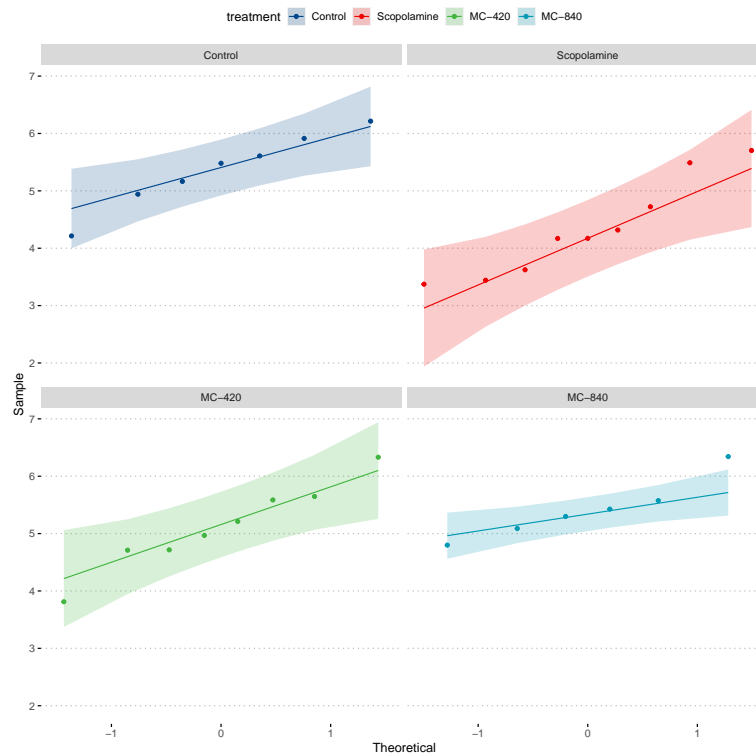 treatment Control Scopolamine MC−420 MC−840
Control Scopolamine
7
6
5
4
3
2
Sample
MC−420 MC−840
7
6
5
4
3
2
−1 0 1 −1 0 1
Theoretical